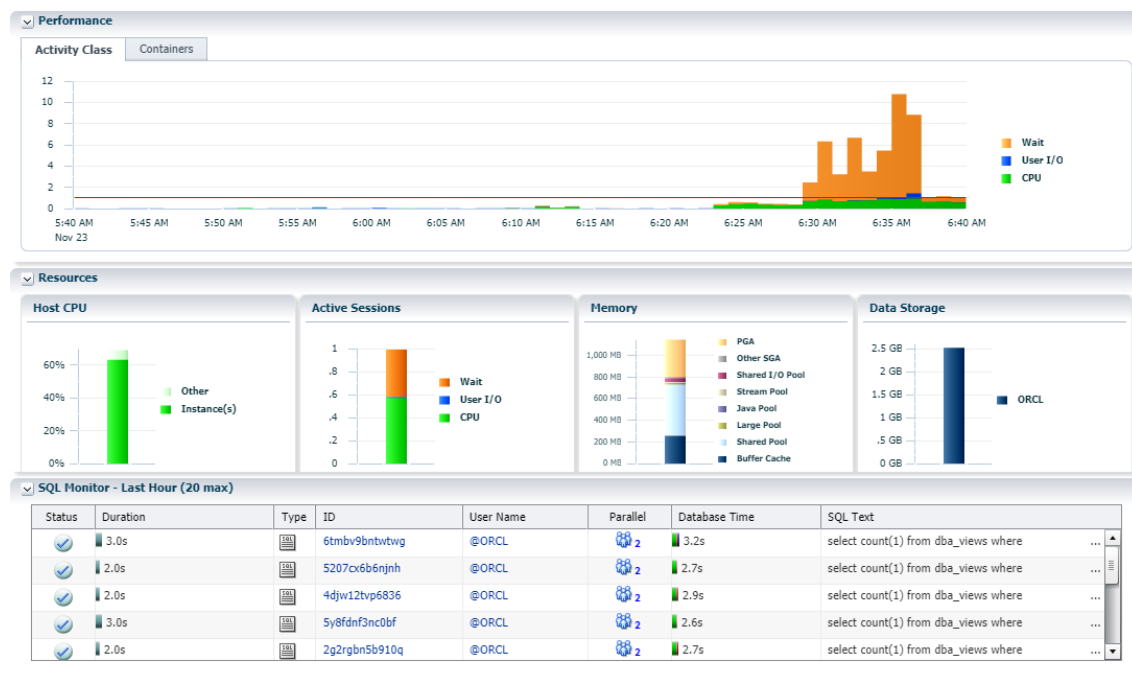 Performance
Activity Class Containers
12
10
8
6
4
2
0
5:40 AM 5:45 AM 5:50 AM 5:55 AM 6:00 AM 6:05 AM 6:10 AM 6:15 AM 6:20 AM 6:25 AM 6:30 AM 6:35 AM 6:40 AM
Nov 23
Wait
User I/O
CPU
Resources
Host CPU
60%
40%
20%
0%
Other
Instance(s)
Active Sessions
1
.8
.6
.4
.2
0
Wait
User I/O
CPU
Memory
1,000 MB
800 MB
600 MB
400 MB
200 MB
0 MB
PGA
Other SGA
Shared I/O Pool
Stream Pool
Java Pool
Large Pool
Shared Pool
Buffer Cache
Data Storage
2.5 GB
2 GB
1.5 GB
1 GB
.5 GB
0 GB
ORCL
SQL Monitor - Last Hour (20 max)
Status Duration Type ID User Name Parallel Database Time SQL Text
3.0s SQL 6tmbv9bntwtwg @ORCL 2 3.2s select count(1) from dba_views where ...
2.0s SQL 5207cx6b6njnh @ORCL 2 2.7s select count(1) from dba_views where ...
2.0s SQL 4djw12tvp6836 @ORCL 2 2.9s select count(1) from dba_views where ...
3.0s SQL 5y8fdnf3nc0bf @ORCL 2 2.6s select count(1) from dba_views where ...
2.0s SQL 2g2rgbn5b910q @ORCL 2 2.7s select count(1) from dba_views where ...